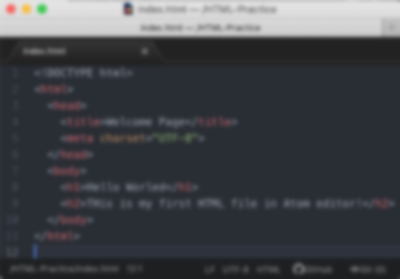 index.html — ~/HTML-Practice
index.html — ~/HTML-Practice
index.html
1 <!DOCTYPE html>
2 <html>
3 <head>
4 <title>Welcome Page</title>
5 <meta charset="UTF-8">
6 </head>
7 <body>
8 <h1>Hello Worled</h1>
9 <h2>THis is my first HTML file in Atom editor!</h2>
10 </body>
11 </html>
12
~/HTML-Practice/index.html 12:1 LF UTF-8 HTML GitHub Git (0)